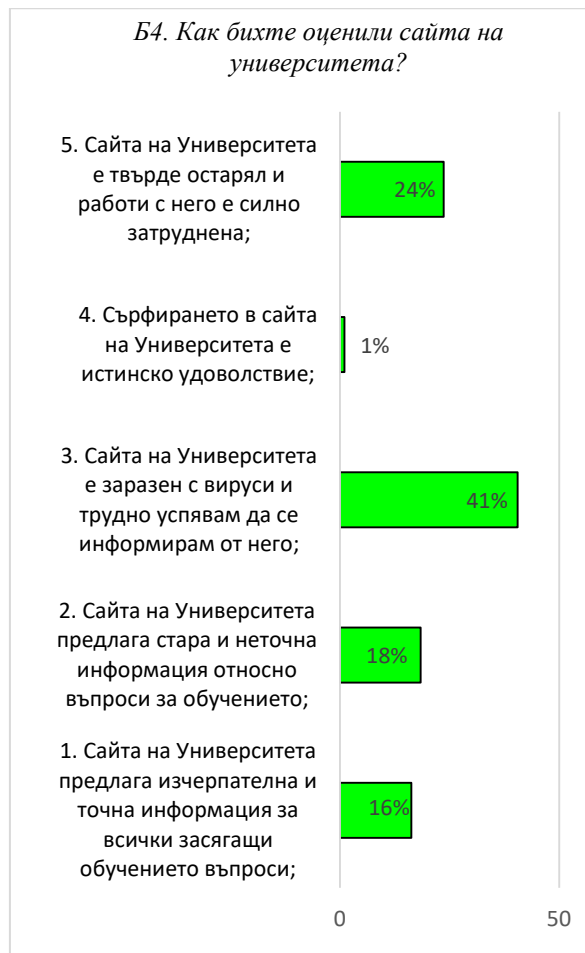 Б4. Как бихте оценили сайта на
университета?
5. Сайта на Университета
е твърде остарял и
работи с него е силно
затруднена;
24%
4. Сърфирането в сайта
на Университета е
истинско удоволствие;
1%
3. Сайта на Университета
е заразен с вируси и
трудно успявам да се
информирам от него;
41%
2. Сайта на Университета
предлага стара и неточна
информация относно
въпроси за обучението;
18%
1. Сайта на Университета
предлага изчерпателна и
точна информация за
всички засягащи
обучението въпроси;
16%
0
50